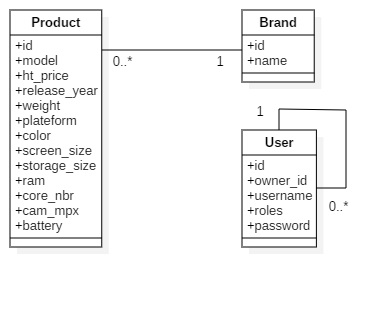 Product
+id
+model
+ht_price
+release_year
+weight
+plateform
+color
+screen_size
+storage_size
+ram
+core_nbr
+cam_mpx
+battery
0..*
1
Brand
+id
+name
1
User
+id
+owner_id
+username
+roles
+password
0..*